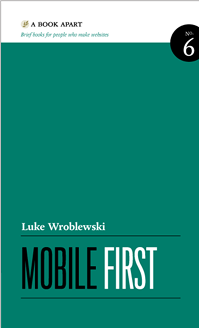 A BOOK APART
Brief books for people who make websites
No.
6
Luke Wroblewski
MOBILE FIRST